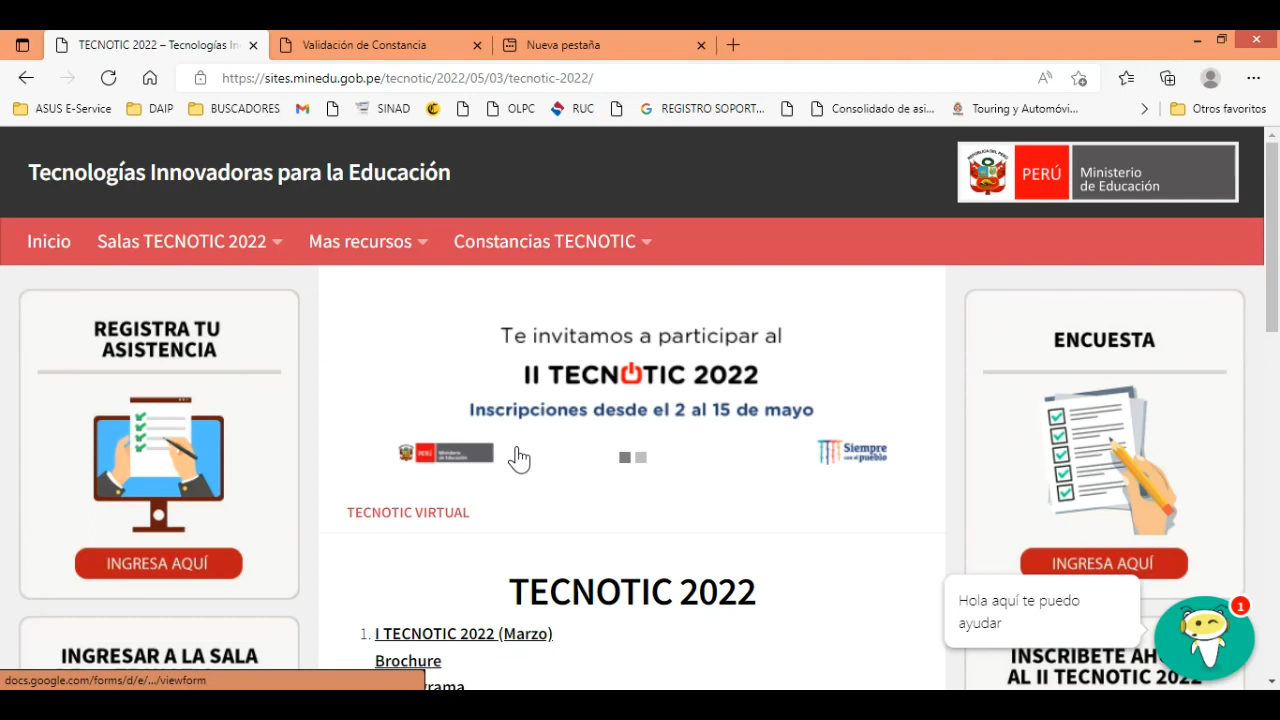 TECNOTIC 2022 – Tecnologías In
Validación de Constancia
Nueva pestaña
https://sites.minedu.gob.pe/tecnotic/2022/05/03/tecnotic-2022/
ASUS E-Service
DAIP
BUSCADORES
SINAD
OLPC
RUC
REGISTRO SOPORT...
Consolidado de asi...
Touring y Automóvi...
Otros favoritos
Tecnologías Innovadoras para la Educación
PERÚ
Ministerio
de Educación
Inicio
Salas TECNOTIC 2022
Mas recursos
Constancias TECNOTIC
REGISTRA TU
ASISTENCIA
INGRESA AQUÍ
INGRESAR A LA SALA
Te invitamos a participar al
II TECNOTIC 2022
Inscripciones desde el 2 al 15 de mayo
PERÚ
Siempre
con el pueblo
TECNOTIC VIRTUAL
TECNOTIC 2022
1. I TECNOTIC 2022 (Marzo)
Brochure
ENCUESTA
INGRESA AQUÍ
Hola aquí te puedo
ayudar
1
INSCRIBETE AH
AL II TECNOTIC 2022
docs.google.com/forms/d/e/.../viewform